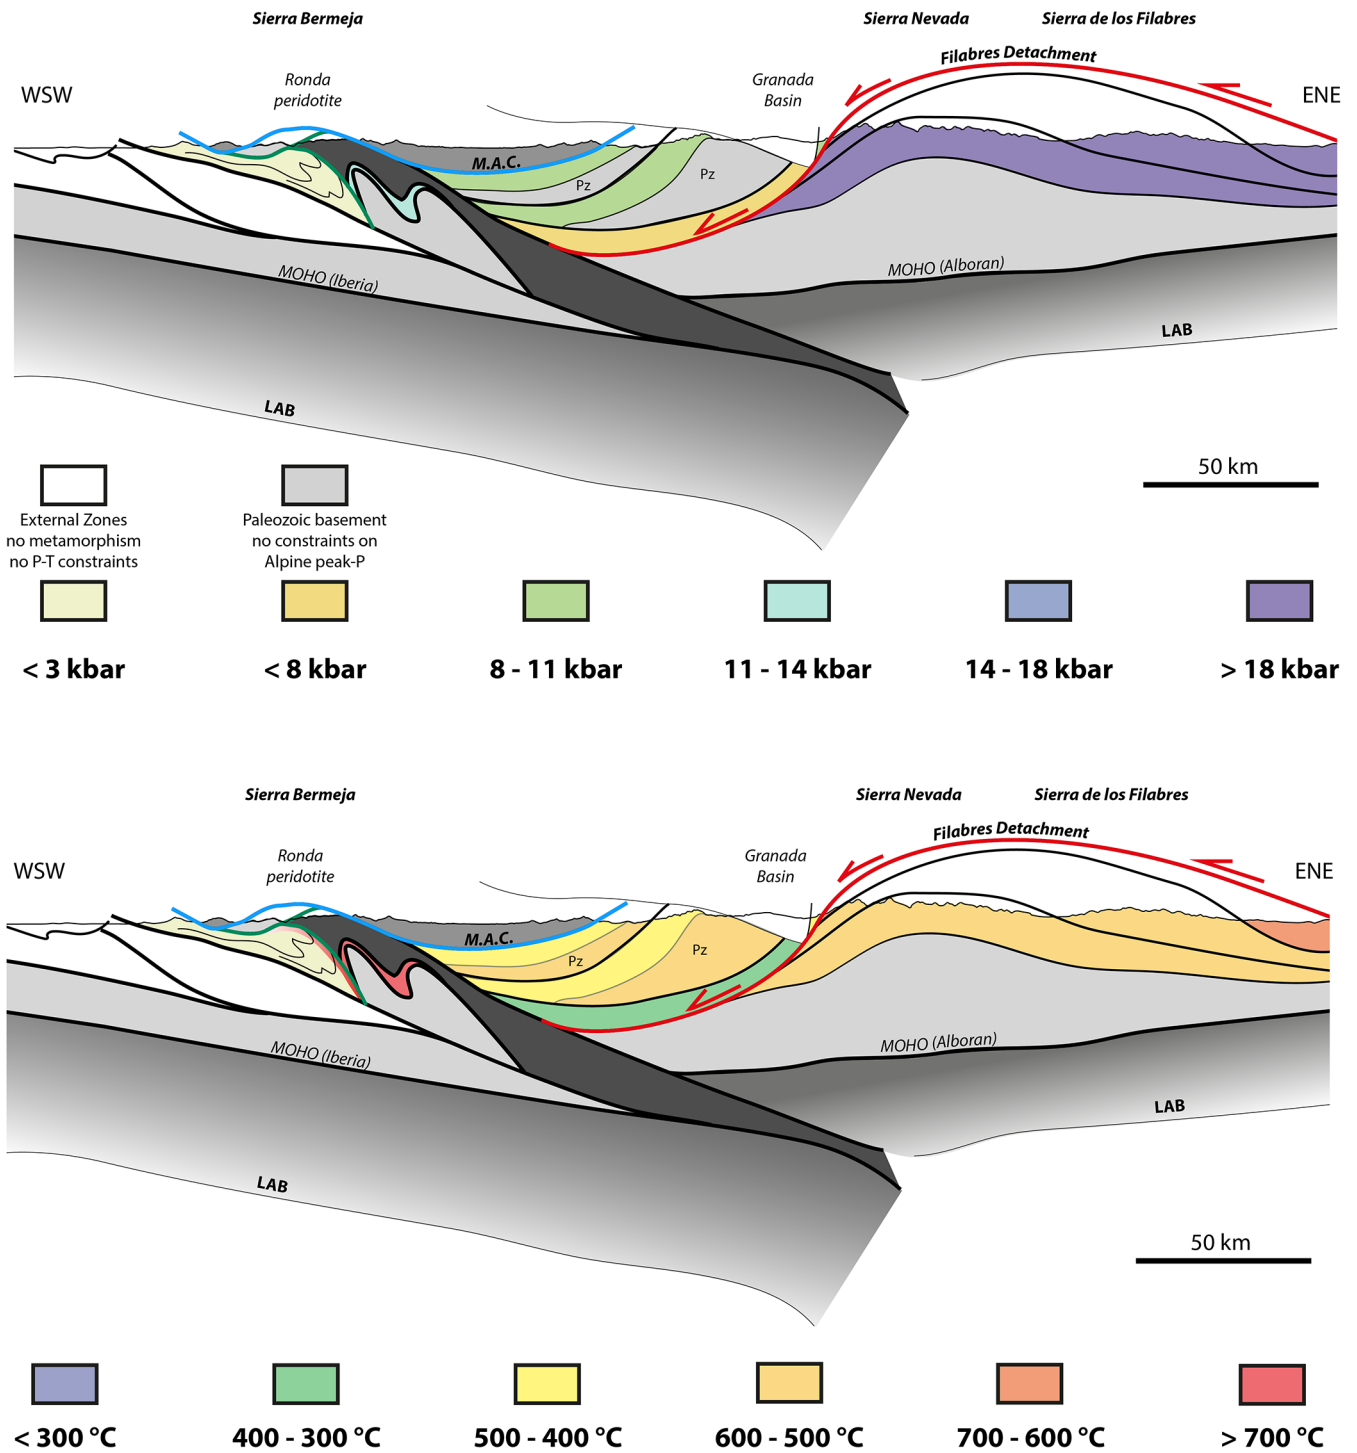 Sierra Bermeja
Sierra Nevada
Sierra de los Filabres
Filabres Detachment
WSW
Ronda
peridotite
Granada
Basin
ENE
M.A.C.
Pz
Pz
MOHO (Iberia)
MOHO (Alboran)
LAB
LAB
50 km
External Zones
no metamorphism
no P-T constraints
Paleozoic basement
no constraints on
Alpine peak-P
< 3 kbar
< 8 kbar
8 - 11 kbar
11 - 14 kbar
14 - 18 kbar
> 18 kbar
Sierra Bermeja
Sierra Nevada
Sierra de los Filabres
Filabres Detachment
WSW
Ronda
peridotite
Granada
Basin
ENE
M.A.C.
Pz
Pz
MOHO (Iberia)
MOHO (Alboran)
LAB
LAB
50 km
< 300 °C
400 - 300 °C
500 - 400 °C
600 - 500 °C
700 - 600 °C
> 700 °C